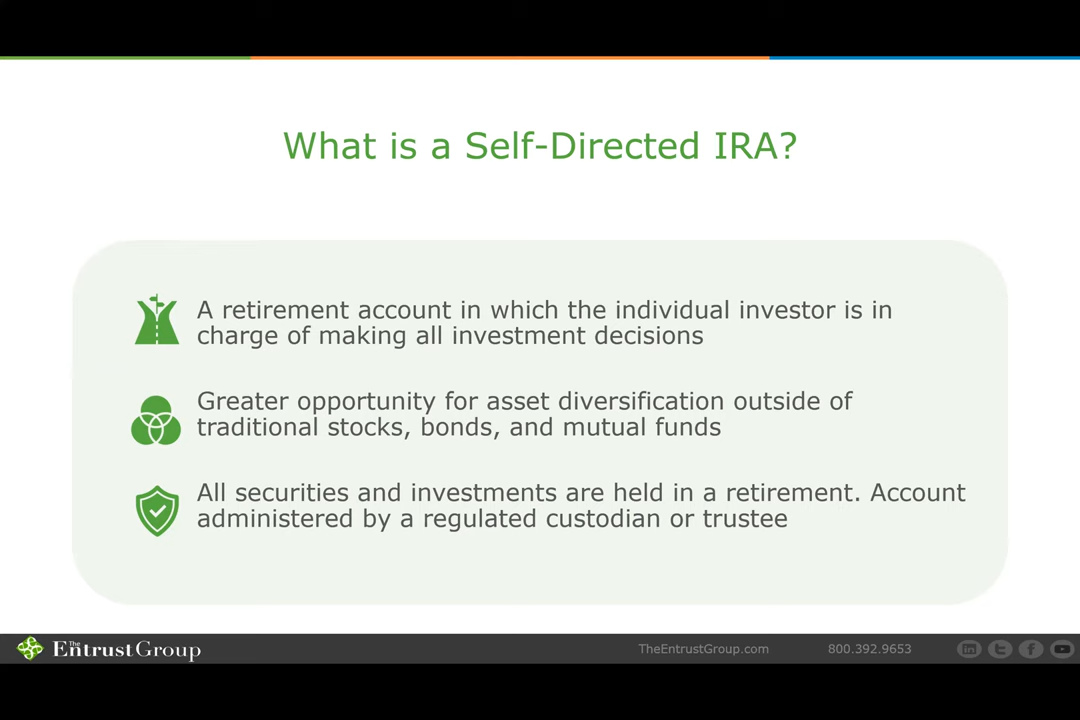 What is a Self-Directed IRA?
A retirement account in which the individual investor is in
charge of making all investment decisions
Greater opportunity for asset diversification outside of
traditional stocks, bonds, and mutual funds
All securities and investments are held in a retirement. Account
administered by a regulated custodian or trustee
The EntrustGroup
TheEntrustGroup.com
800.392.9653